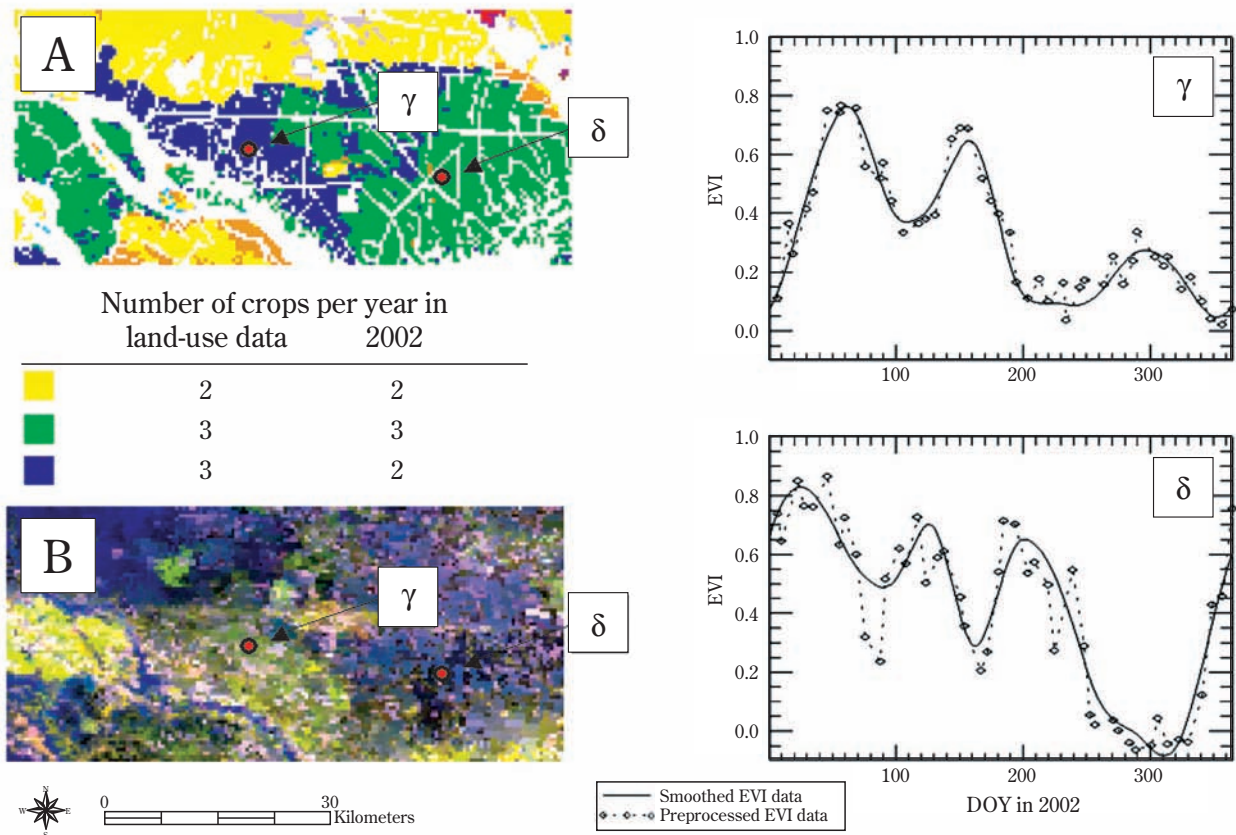 A
γ
δ
Number of crops per year in
land-use data 2002
2 2
3 3
3 2
B
γ
δ
N
W E
S
0 30
Kilometers
γ
1.0
0.8
0.6
0.4
0.2
0.0
EVI
100 200 300
δ
1.0
0.8
0.6
0.4
0.2
0.0
EVI
100 200 300
DOY in 2002
Smoothed EVI data
Preprocessed EVI data